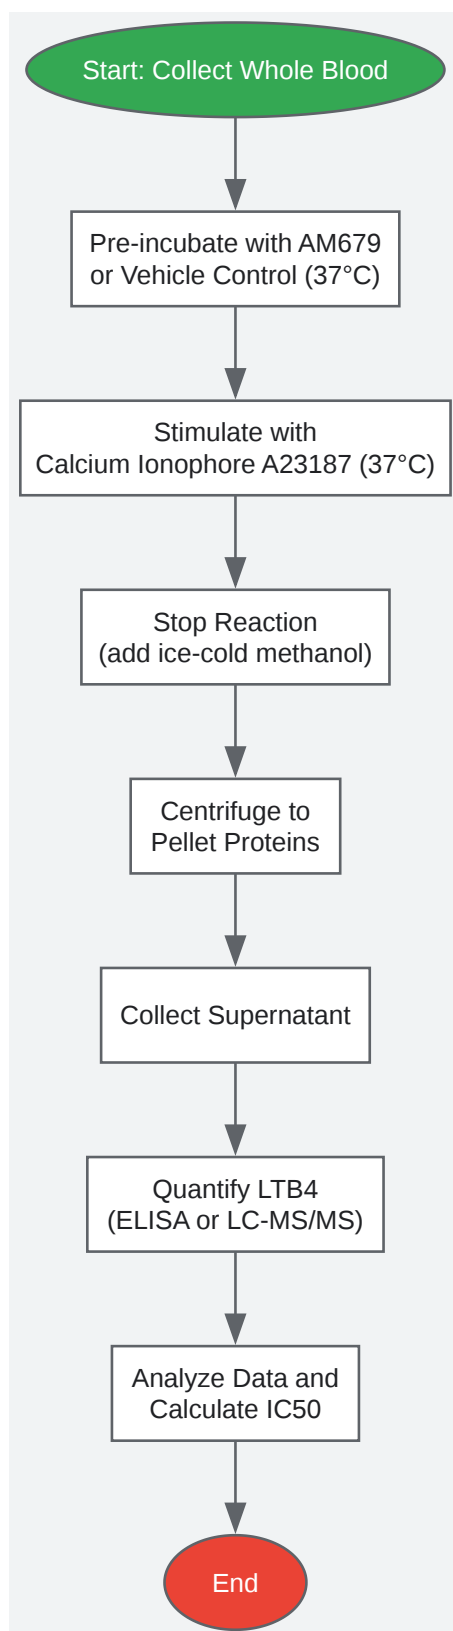 Start: Collect Whole Blood
Pre-incubate with AM679
or Vehicle Control (37°C)
Stimulate with
Calcium Ionophore A23187 (37°C)
Stop Reaction
(add ice-cold methanol)
Centrifuge to
Pellet Proteins
Collect Supernatant
Quantify LTB4
(ELISA or LC-MS/MS)
Analyze Data and
Calculate IC50
End